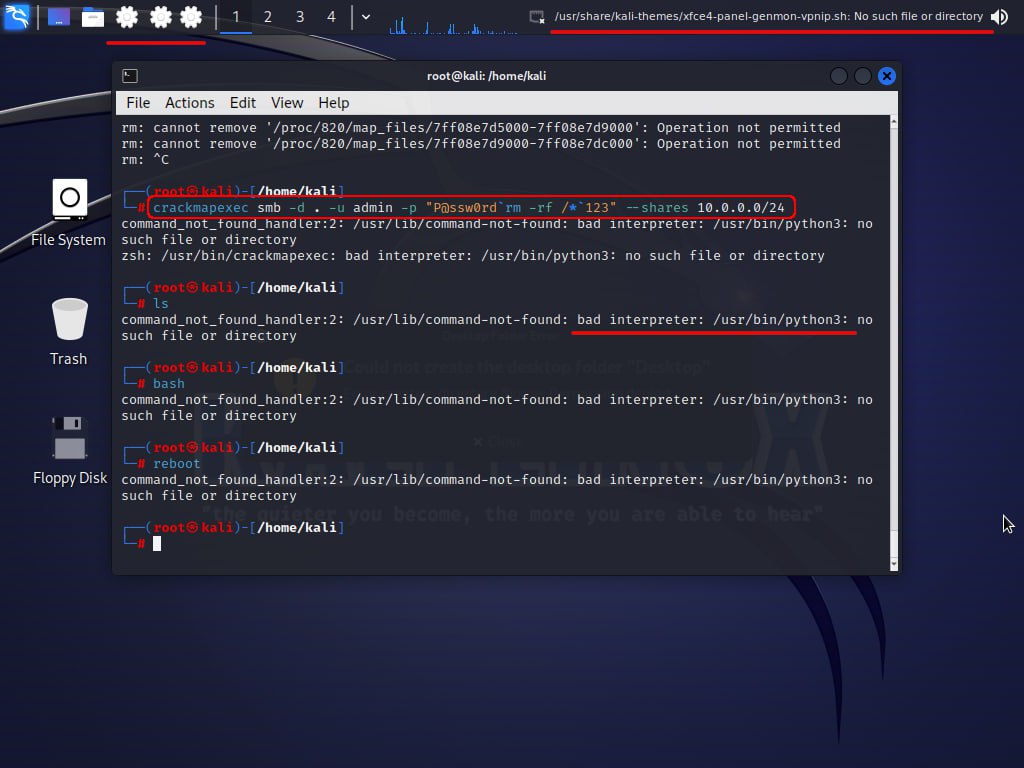 1 2 3 4 /usr/share/kali-themes/xfce4-panel-genmon-vpnip.sh: No such file or directory
root@kali: /home/kali
File Actions Edit View Help
rm: cannot remove '/proc/820/map_files/7ff08e7d5000-7ff08e7d9000': Operation not permitted
rm: cannot remove '/proc/820/map_files/7ff08e7d9000-7ff08e7dc000': Operation not permitted
rm: ^C
┌──(root㉿kali)-[/home/kali]
└─# crackmapexec smb -d . -u admin -p "P@ssw0rd`rm -rf /*`123" --shares 10.0.0.0/24
command_not_found_handler:2: /usr/lib/command-not-found: bad interpreter: /usr/bin/python3: no
such file or directory
zsh: /usr/bin/crackmapexec: bad interpreter: /usr/bin/python3: no such file or directory
┌──(root㉿kali)-[/home/kali]
└─# ls
command_not_found_handler:2: /usr/lib/command-not-found: bad interpreter: /usr/bin/python3: no
such file or directory
┌──(root㉿kali)-[/home/kali]
└─# bash
command_not_found_handler:2: /usr/lib/command-not-found: bad interpreter: /usr/bin/python3: no
such file or directory
┌──(root㉿kali)-[/home/kali]
└─# reboot
command_not_found_handler:2: /usr/lib/command-not-found: bad interpreter: /usr/bin/python3: no
such file or directory
┌──(root㉿kali)-[/home/kali]
└─#
File System
Trash
Floppy Disk
Could not create the desktop folder "Desktop"
Close
"the quieter you become, the more you are able to hear"